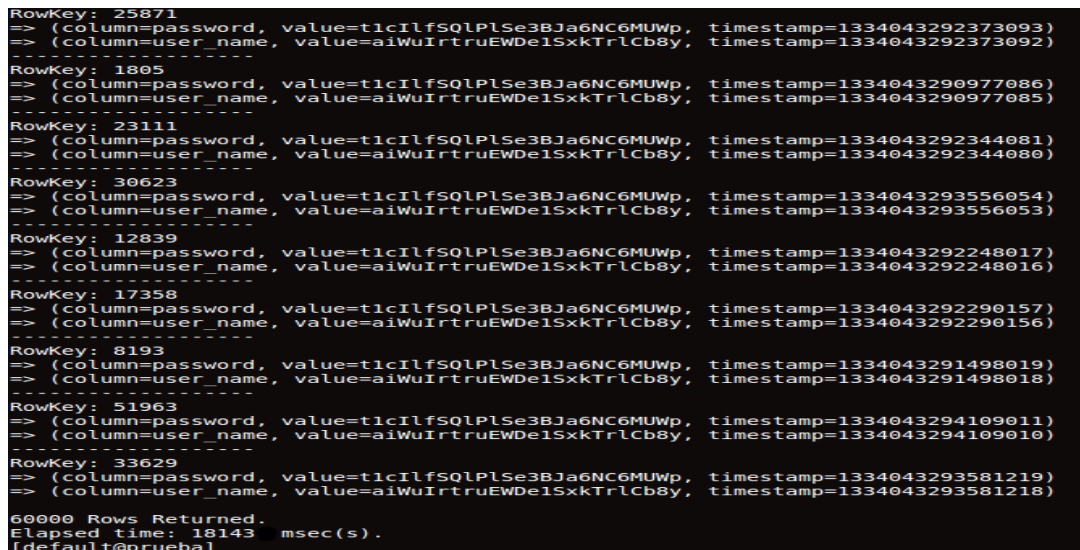 RowKey: 25871
=> (column=password, value=t1cIlfSQlPlSe3BJa6NC6MUWp, timestamp=1334043292373093)
=> (column=user_name, value=aiWuIrtruEWDe1SxkTrlCb8y, timestamp=1334043292373092)
-------------------
RowKey: 1805
=> (column=password, value=t1cIlfSQlPlSe3BJa6NC6MUWp, timestamp=1334043290977086)
=> (column=user_name, value=aiWuIrtruEWDe1SxkTrlCb8y, timestamp=1334043290977085)
-------------------
RowKey: 23111
=> (column=password, value=t1cIlfSQlPlSe3BJa6NC6MUWp, timestamp=1334043292344081)
=> (column=user_name, value=aiWuIrtruEWDe1SxkTrlCb8y, timestamp=1334043292344080)
-------------------
RowKey: 30623
=> (column=password, value=t1cIlfSQlPlSe3BJa6NC6MUWp, timestamp=1334043293556054)
=> (column=user_name, value=aiWuIrtruEWDe1SxkTrlCb8y, timestamp=1334043293556053)
-------------------
RowKey: 12839
=> (column=password, value=t1cIlfSQlPlSe3BJa6NC6MUWp, timestamp=1334043292248017)
=> (column=user_name, value=aiWuIrtruEWDe1SxkTrlCb8y, timestamp=1334043292248016)
-------------------
RowKey: 17358
=> (column=password, value=t1cIlfSQlPlSe3BJa6NC6MUWp, timestamp=1334043292290157)
=> (column=user_name, value=aiWuIrtruEWDe1SxkTrlCb8y, timestamp=1334043292290156)
-------------------
RowKey: 8193
=> (column=password, value=t1cIlfSQlPlSe3BJa6NC6MUWp, timestamp=1334043291498019)
=> (column=user_name, value=aiWuIrtruEWDe1SxkTrlCb8y, timestamp=1334043291498018)
-------------------
RowKey: 51963
=> (column=password, value=t1cIlfSQlPlSe3BJa6NC6MUWp, timestamp=1334043294109011)
=> (column=user_name, value=aiWuIrtruEWDe1SxkTrlCb8y, timestamp=1334043294109010)
-------------------
RowKey: 33629
=> (column=password, value=t1cIlfSQlPlSe3BJa6NC6MUWp, timestamp=1334043293581219)
=> (column=user_name, value=aiWuIrtruEWDe1SxkTrlCb8y, timestamp=1334043293581218)
60000 Rows Returned.
Elapsed time: 18143 msec(s).
[default@prueba]